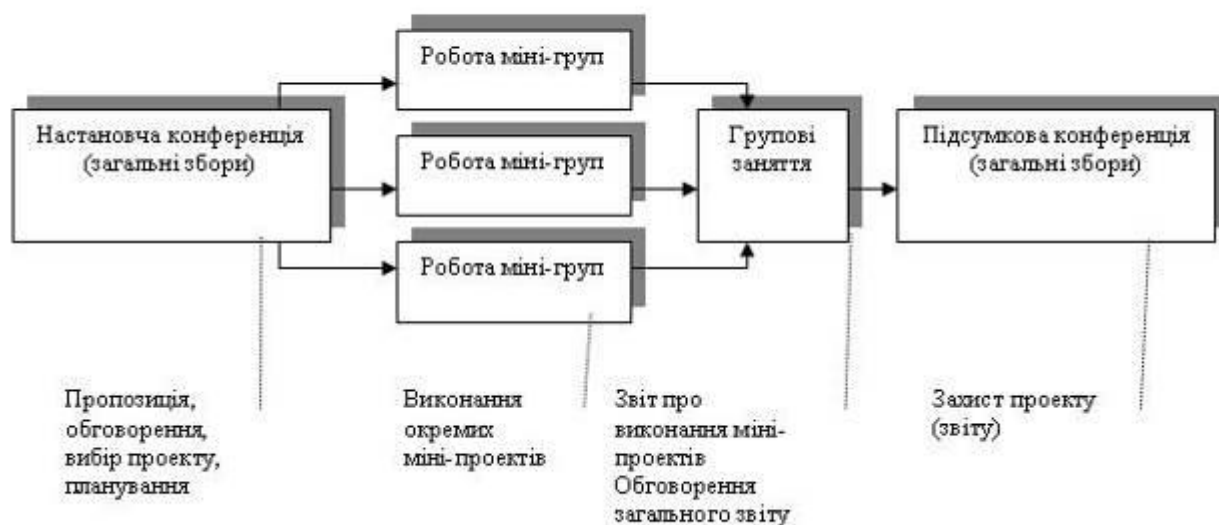 Настановча конференція
(загальні збори)
Робота міні-груп
Робота міні-груп
Робота міні-груп
Групові
заняття
Підсумкова конференція
(загальні збори)
Пропозиція,
обговорення,
вибір проекту,
планування
Виконання
окремих
міні-проектів
Звіт про
виконання міні-
проектів
Обговорення
загального звіту
Захист проекту
(звіту)